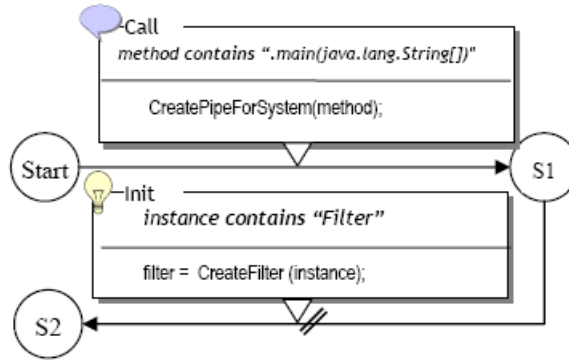 Call
method contains “.main(java.lang.String[])"
CreatePipeForSystem(method);
Start
S1
Init
instance contains “Filter”
filter = CreateFilter (instance);
S2